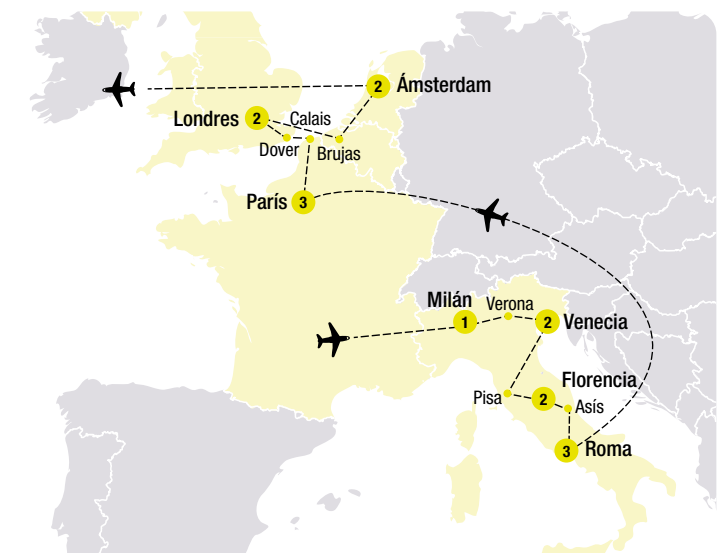 2 Ámsterdam
Londres 2 Calais
Dover Brujas
París 3
Milán Verona
1 2 Venecia
Florencia
Pisa 2 Asís
3 Roma